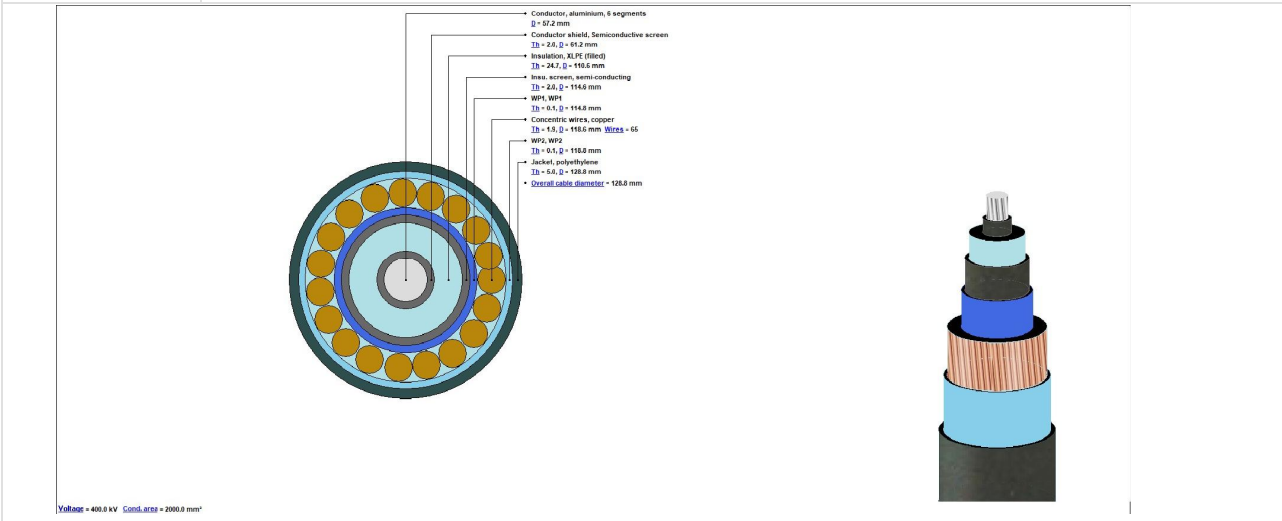 Conductor, aluminium, 6 segments
D = 57.2 mm
Conductor shield, Semiconductive screen
Th = 2.0, D = 61.2 mm
Insulation, XLPE (filled)
Th = 24.7, D = 110.6 mm
Insu. screen, semi-conducting
Th = 2.0, D = 114.6 mm
WP1, WP1
Th = 0.1, D = 114.8 mm
Concentric wires, copper
Th = 1.9, D = 118.6 mm Wires = 65
WP2, WP2
Th = 0.1, D = 118.8 mm
Jacket, polyethylene
Th = 5.0, D = 128.8 mm
Overall cable diameter = 128.8 mm
Voltage = 400.0 kV Cond. area = 2000.0 mm²